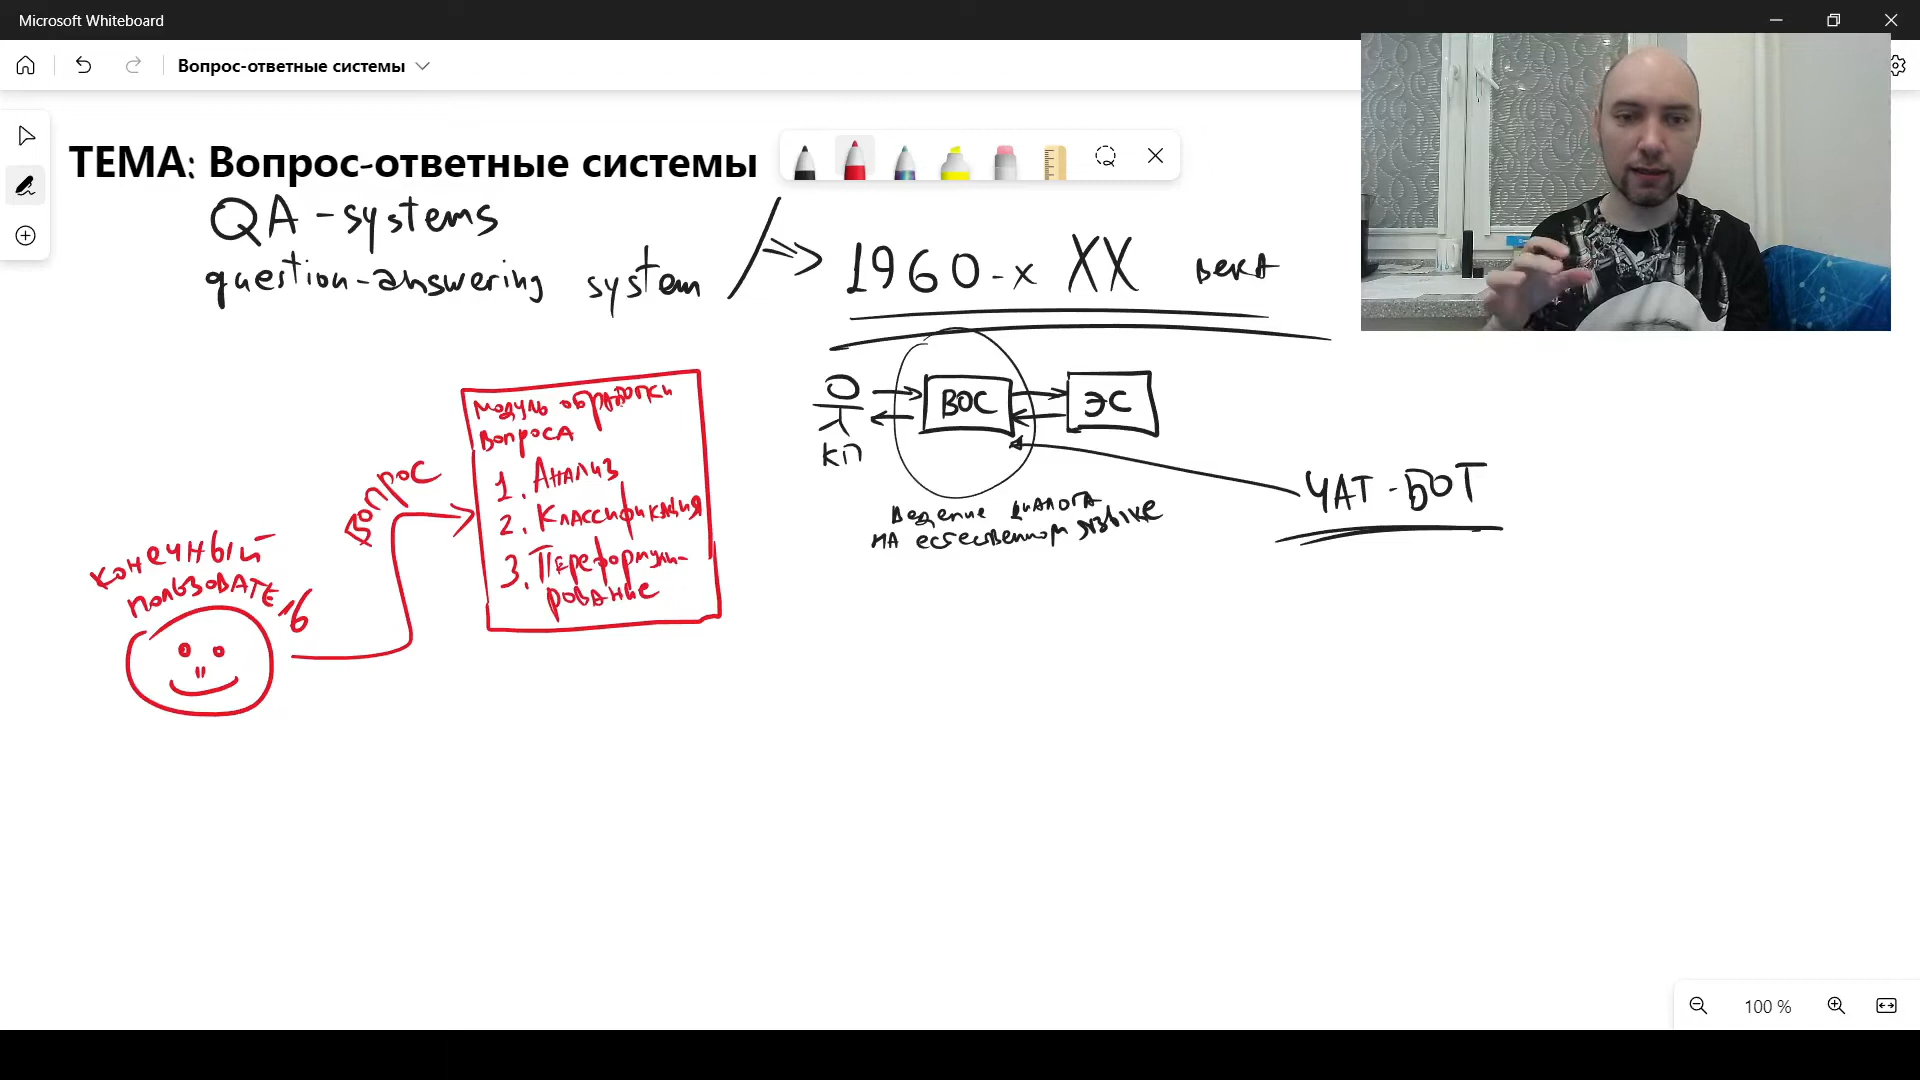 Microsoft Whiteboard
Вопрос-ответные системы
ТЕМА: Вопрос-ответные системы
QA-systems
question-answering system
1960-х XX века
ВОС
ЭС
КП
Ведение диалога
на естественном языке
ЧАТ-БОТ
Модуль обработки
вопроса
1. Анализ
2. Классификация
3. Переформули-
рование
Вопрос
конечный
пользователь
100 %